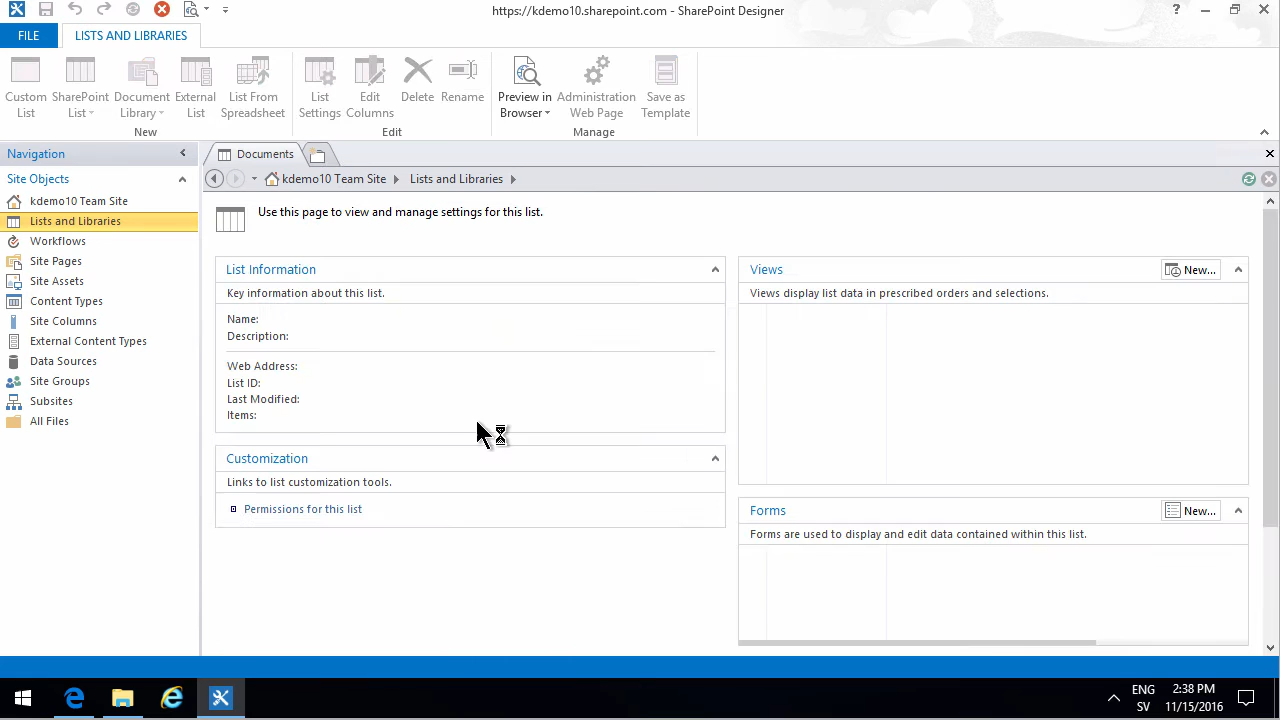 https://kdemo10.sharepoint.com - SharePoint Designer
?
FILE
LISTS AND LIBRARIES
Custom List
SharePoint List
Document Library
External List
List From Spreadsheet
New
List Settings
Edit Columns
Delete
Rename
Edit
Preview in Browser
Administration Web Page
Save as Template
Manage
Navigation
Site Objects
kdemo10 Team Site
Lists and Libraries
Workflows
Site Pages
Site Assets
Content Types
Site Columns
External Content Types
Data Sources
Site Groups
Subsites
All Files
Documents
kdemo10 Team Site
Lists and Libraries
Use this page to view and manage settings for this list.
List Information
Key information about this list.
Name:
Description:
Web Address:
List ID:
Last Modified:
Items:
Customization
Links to list customization tools.
Permissions for this list
Views
New...
Views display list data in prescribed orders and selections.
Forms
New...
Forms are used to display and edit data contained within this list.
ENG
SV
2:38 PM
11/15/2016